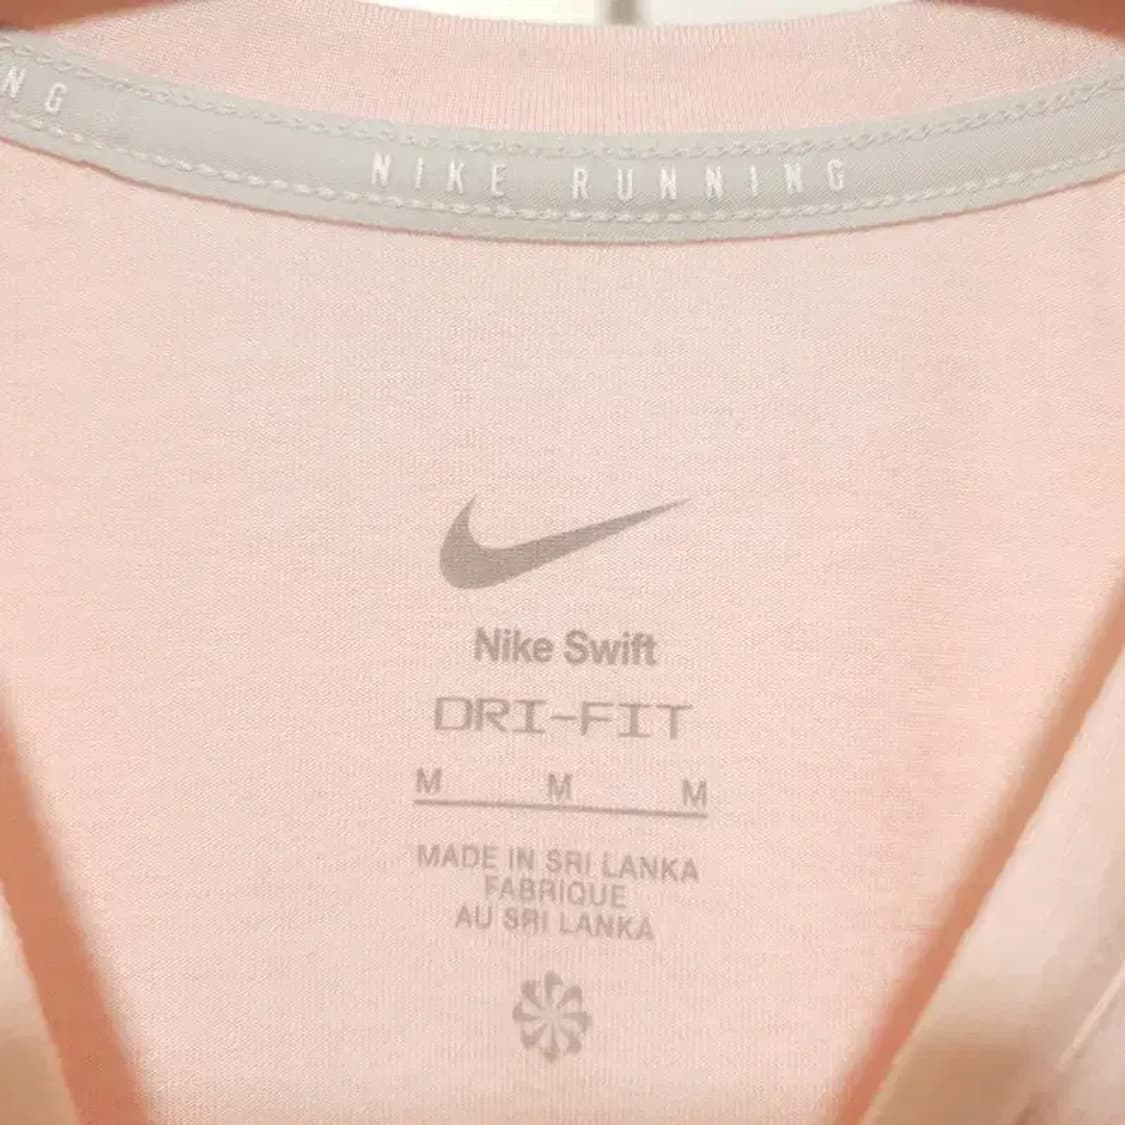 NG
NIKE RUNNING
Nike Swift
DRI-FIT
M M M
MADE IN SRI LANKA
FABRIQUE
AU SRI LANKA